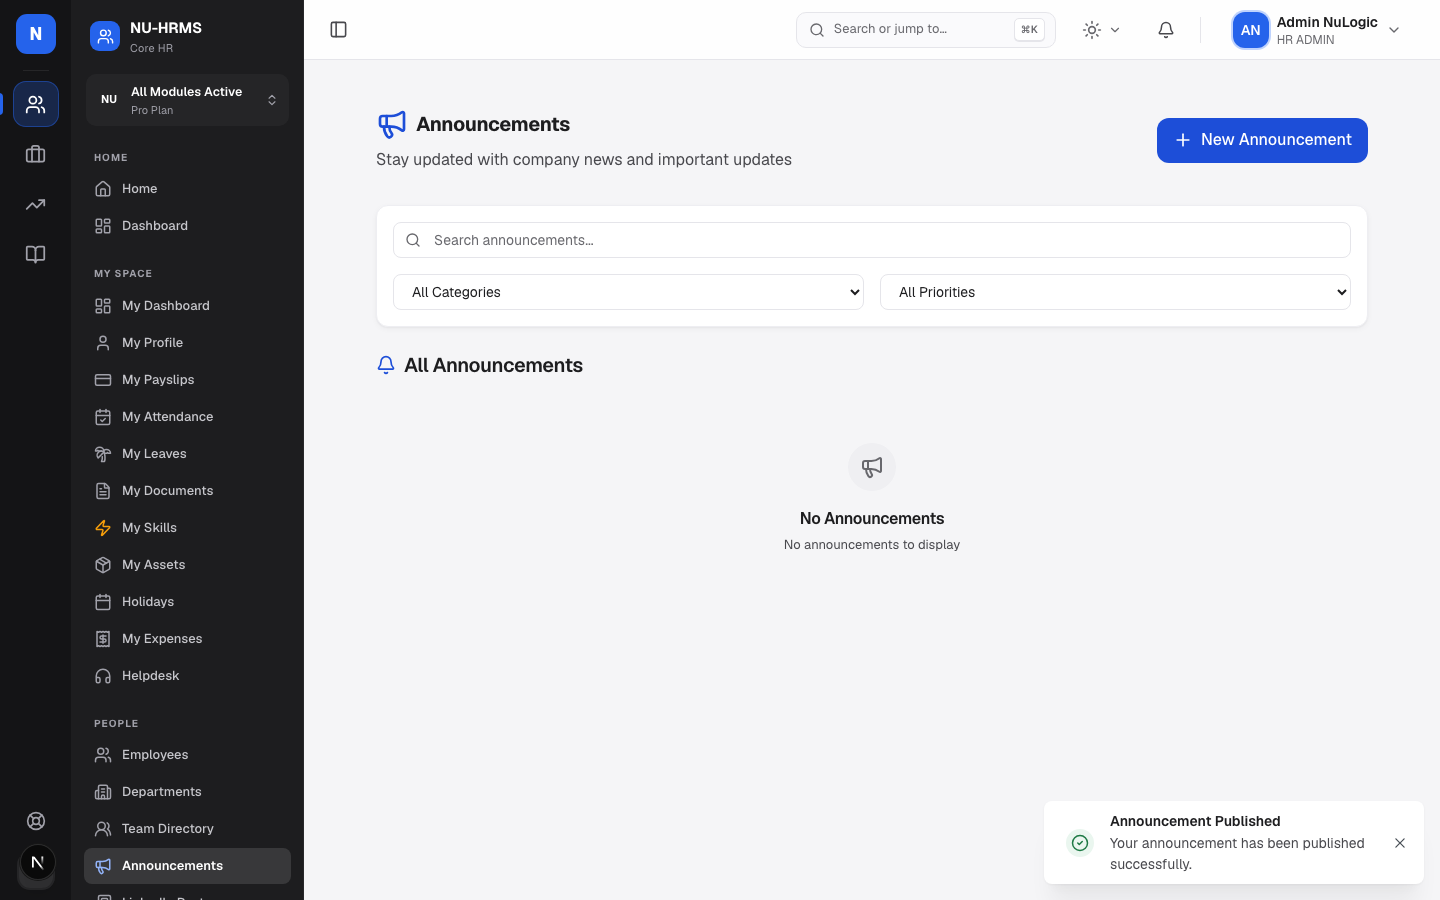 N
NU-HRMS
Core HR
NU
All Modules Active
Pro Plan
HOME
Home
Dashboard
MY SPACE
My Dashboard
My Profile
My Payslips
My Attendance
My Leaves
My Documents
My Skills
My Assets
Holidays
My Expenses
Helpdesk
PEOPLE
Employees
Departments
Team Directory
Announcements
N
Search or jump to...
⌘K
AN
Admin NuLogic
HR ADMIN
Announcements
Stay updated with company news and important updates
New Announcement
Search announcements...
All Categories
All Priorities
All Announcements
No Announcements
No announcements to display
Announcement Published
Your announcement has been published
successfully.